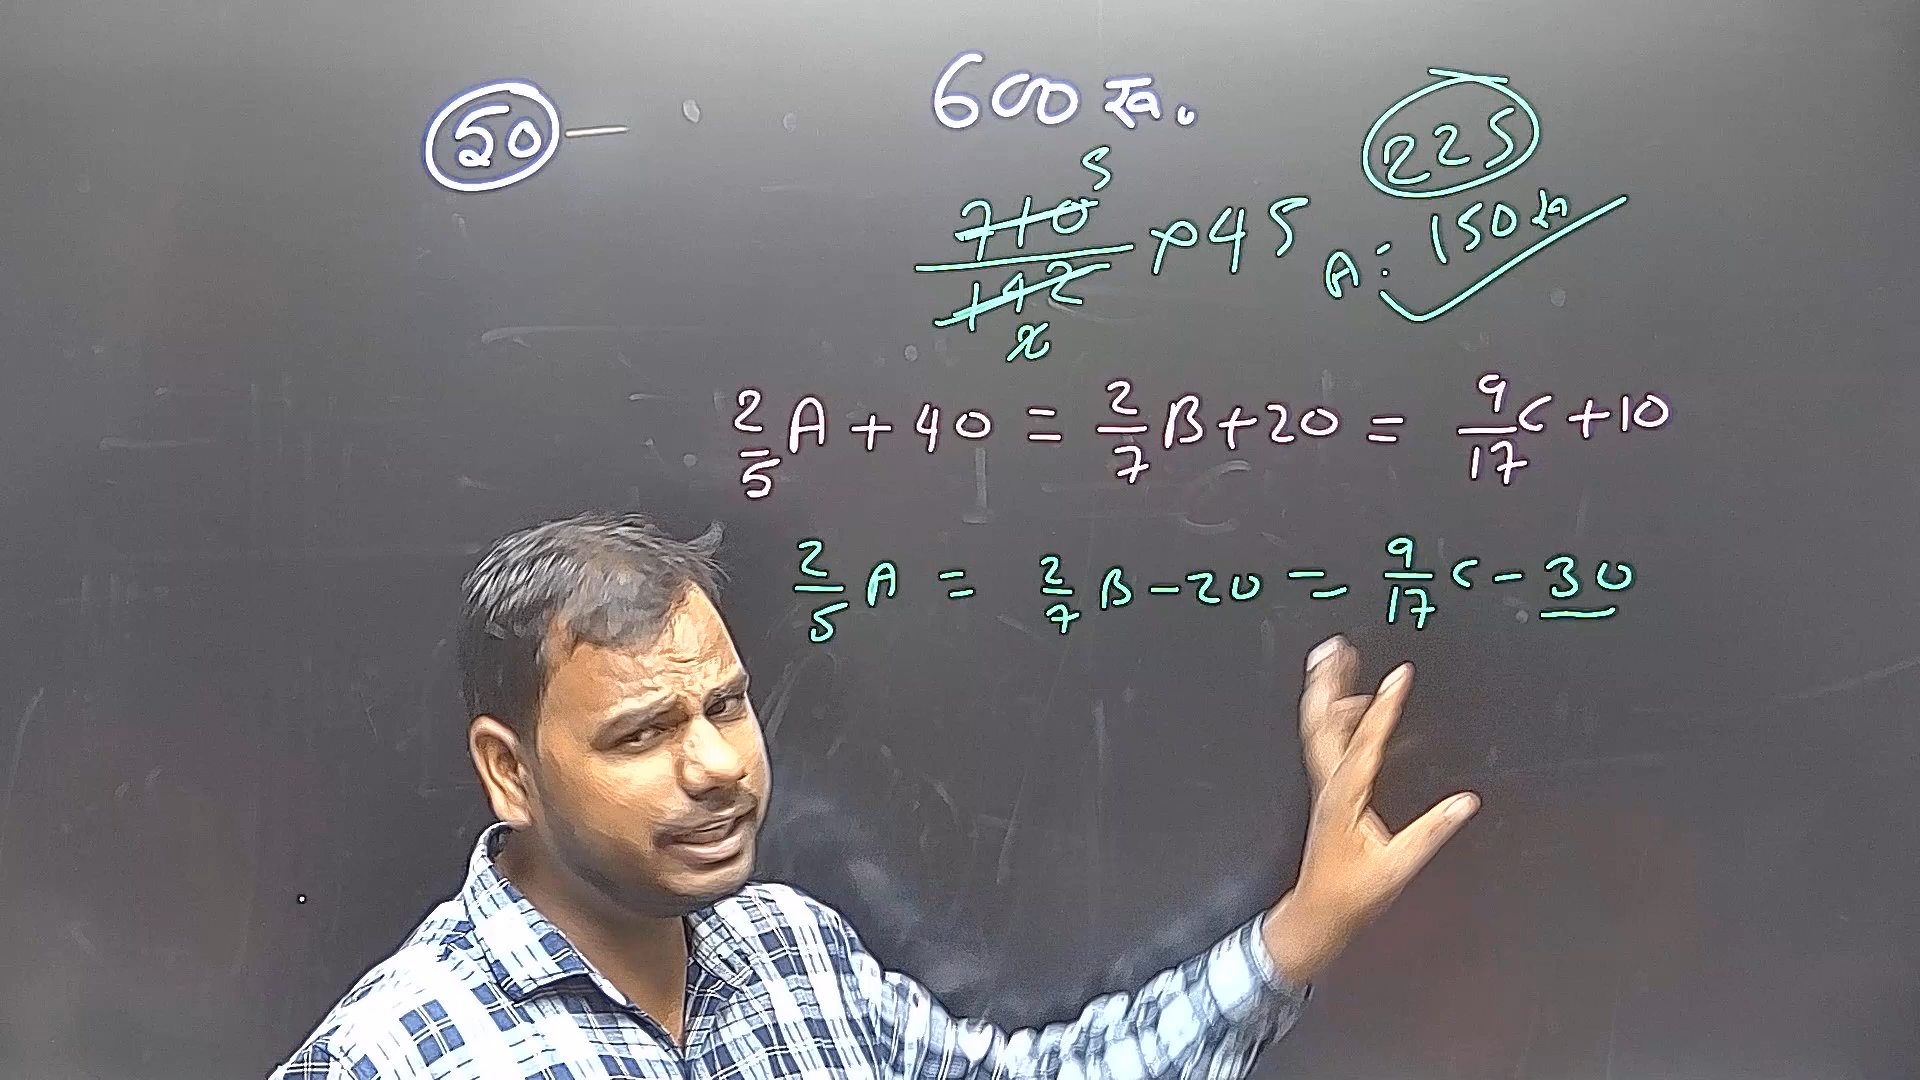 50 —
600 रु.
225
5
710/142 × 45
A : 150 रु
x
2/5 A + 40 = 2/7 B + 20 = 9/17 C + 10
2/5 A = 2/7 B - 20 = 9/17 C - 30